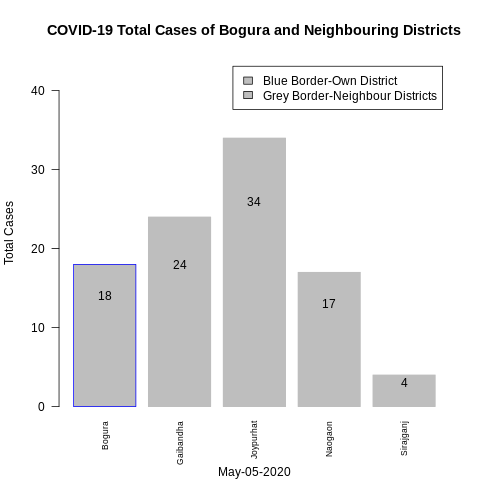 COVID-19 Total Cases of Bogura and Neighbouring Districts
Blue Border-Own District
Grey Border-Neighbour Districts
Total Cases
40
30
20
10
0
18
24
34
17
4
Bogura
Gaibandha
Joypurhat
Naogaon
Sirajganj
May-05-2020